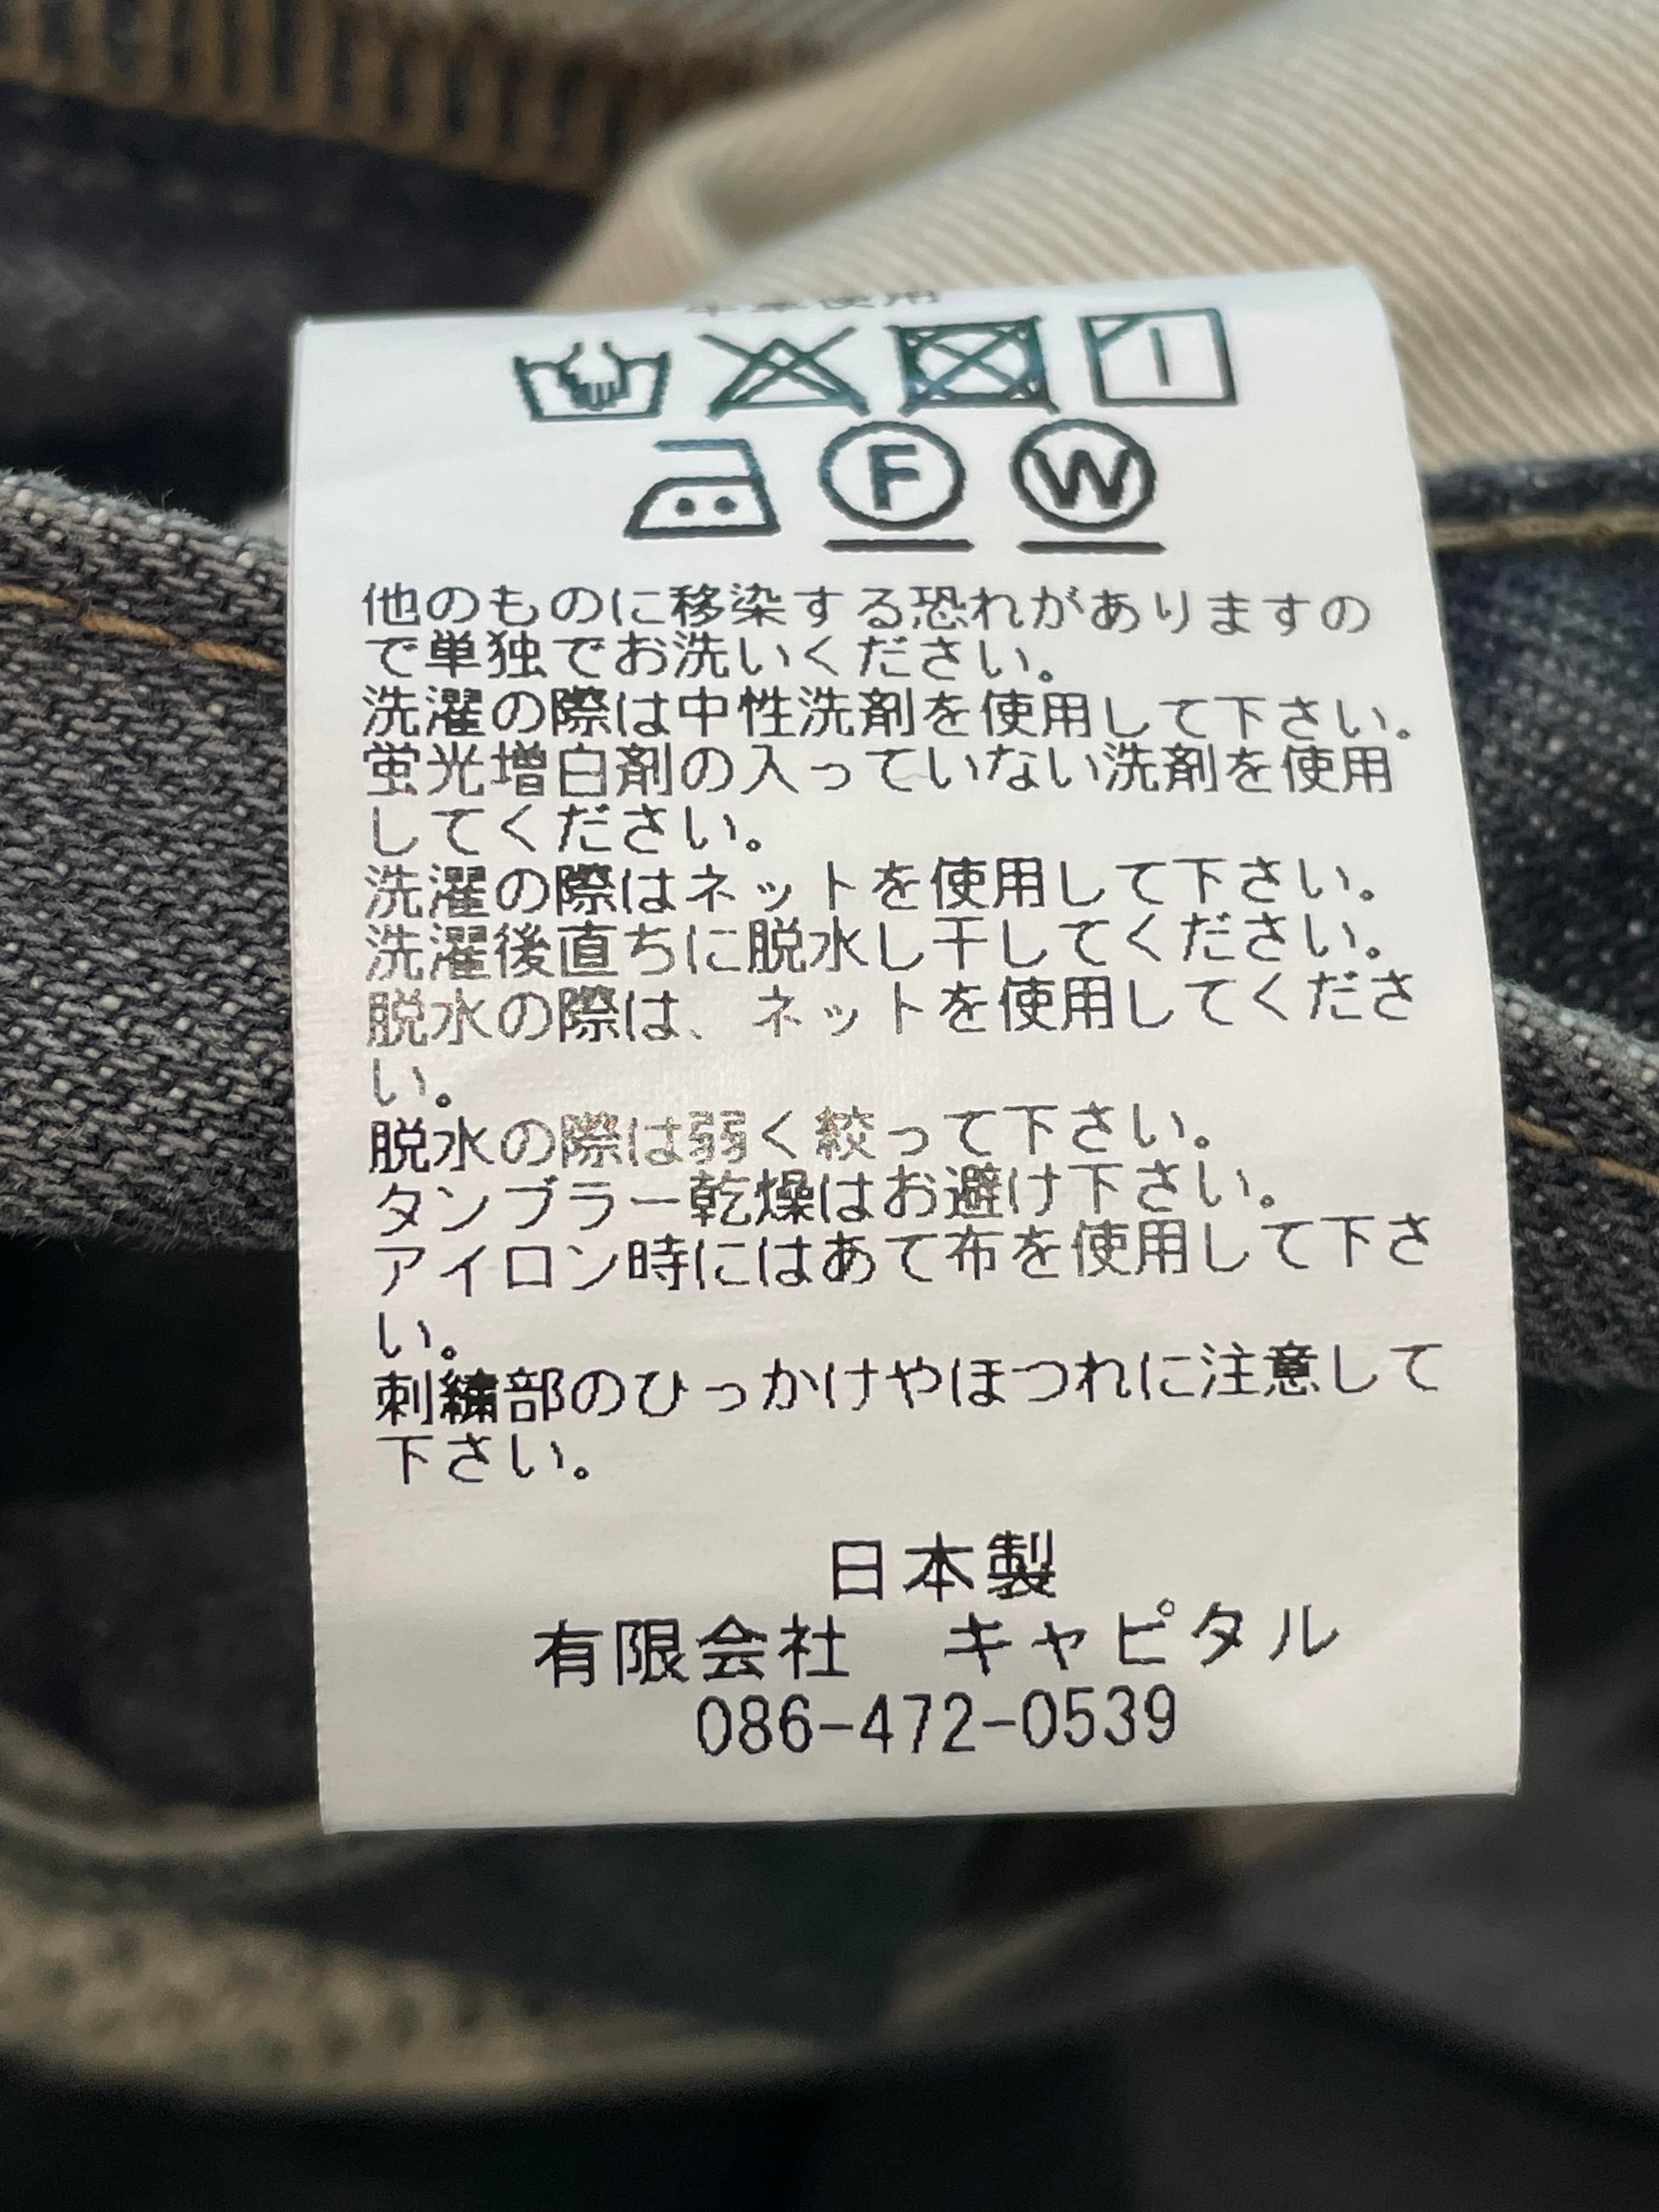 F W
他のものに移染する恐れがありますの
で単独でお洗いください。
洗濯の際は中性洗剤を使用して下さい。
蛍光増白剤の入っていない洗剤を使用
してください。
洗濯の際はネットを使用して下さい。
洗濯後直ちに脱水し干してください。
脱水の際は、ネットを使用してくださ
い。
脱水の際は弱く絞って下さい。
タンブラー乾燥はお避け下さい。
アイロン時にはあて布を使用して下さ
い。
刺繍部のひっかけやほつれに注意して
下さい。
日本製
有限会社　キャピタル
086-472-0539